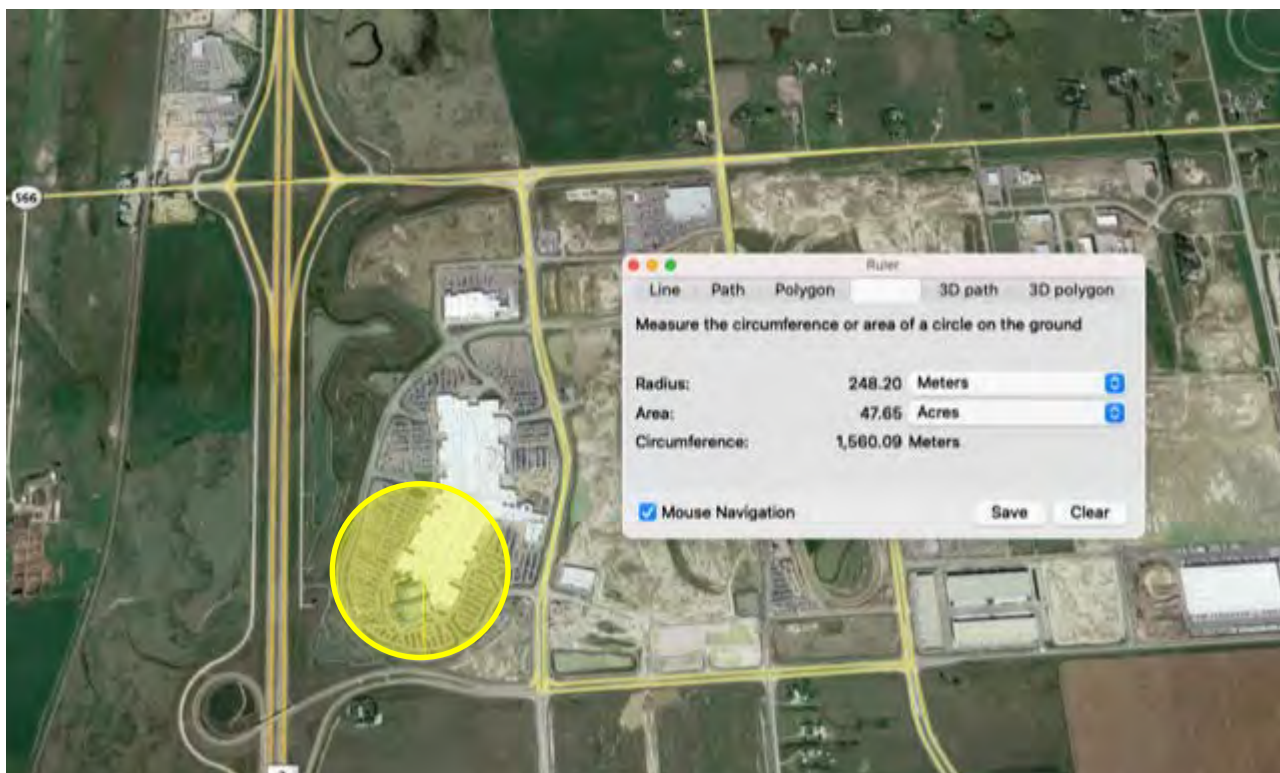 566
Ruler
Line Path Polygon 3D path 3D polygon
Measure the circumference or area of a circle on the ground
Radius: 248.20 Meters
Area: 47.65 Acres
Circumference: 1,560.09 Meters
Mouse Navigation Save Clear